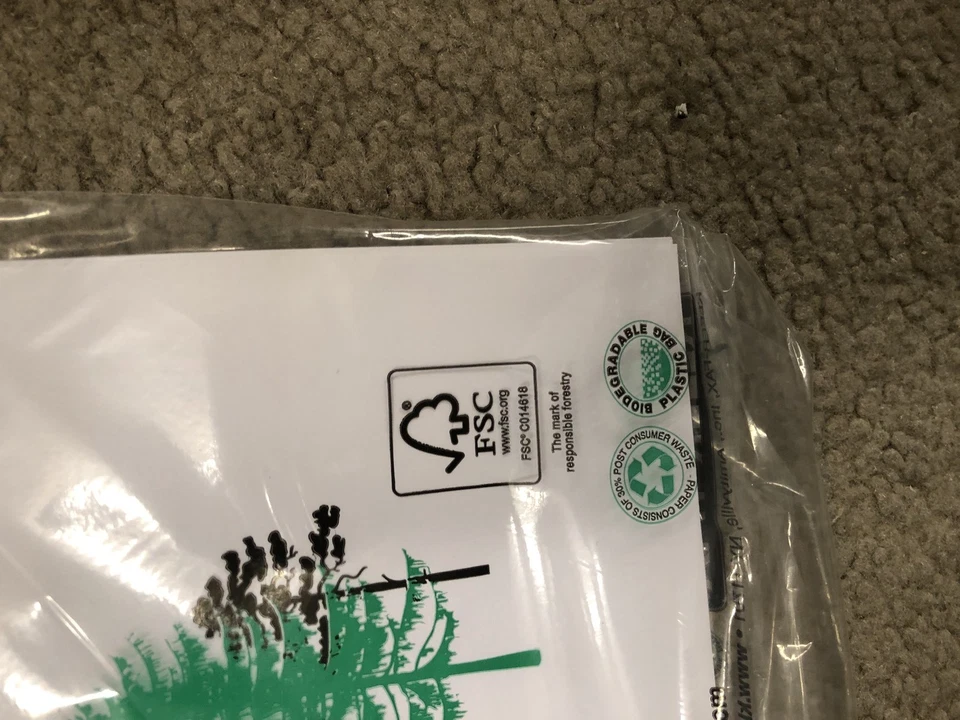 FSC
www.fsc.org
FSC® C014618
The mark of
responsible forestry
BIODEGRADABLE
PLASTIC BAG
PAPER CONSISTS OF 30% POST CONSUMER WASTE